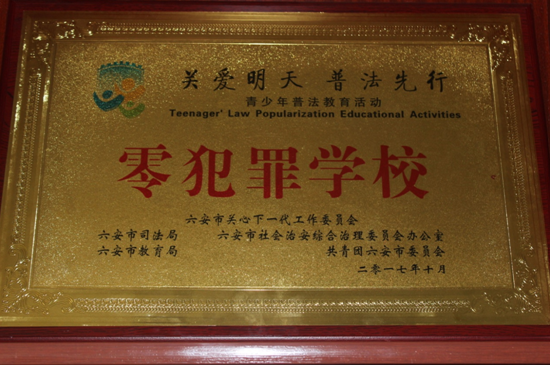 关爱明天 普法先行
青少年普法教育活动
Teenager' Law Popularization Educational Activities
零犯罪学校
六安市关心下一代工作委员会
六安市司法局 六安市社会治安综合治理委员会办公室
六安市教育局 共青团六安市委员会
二零一七年十月